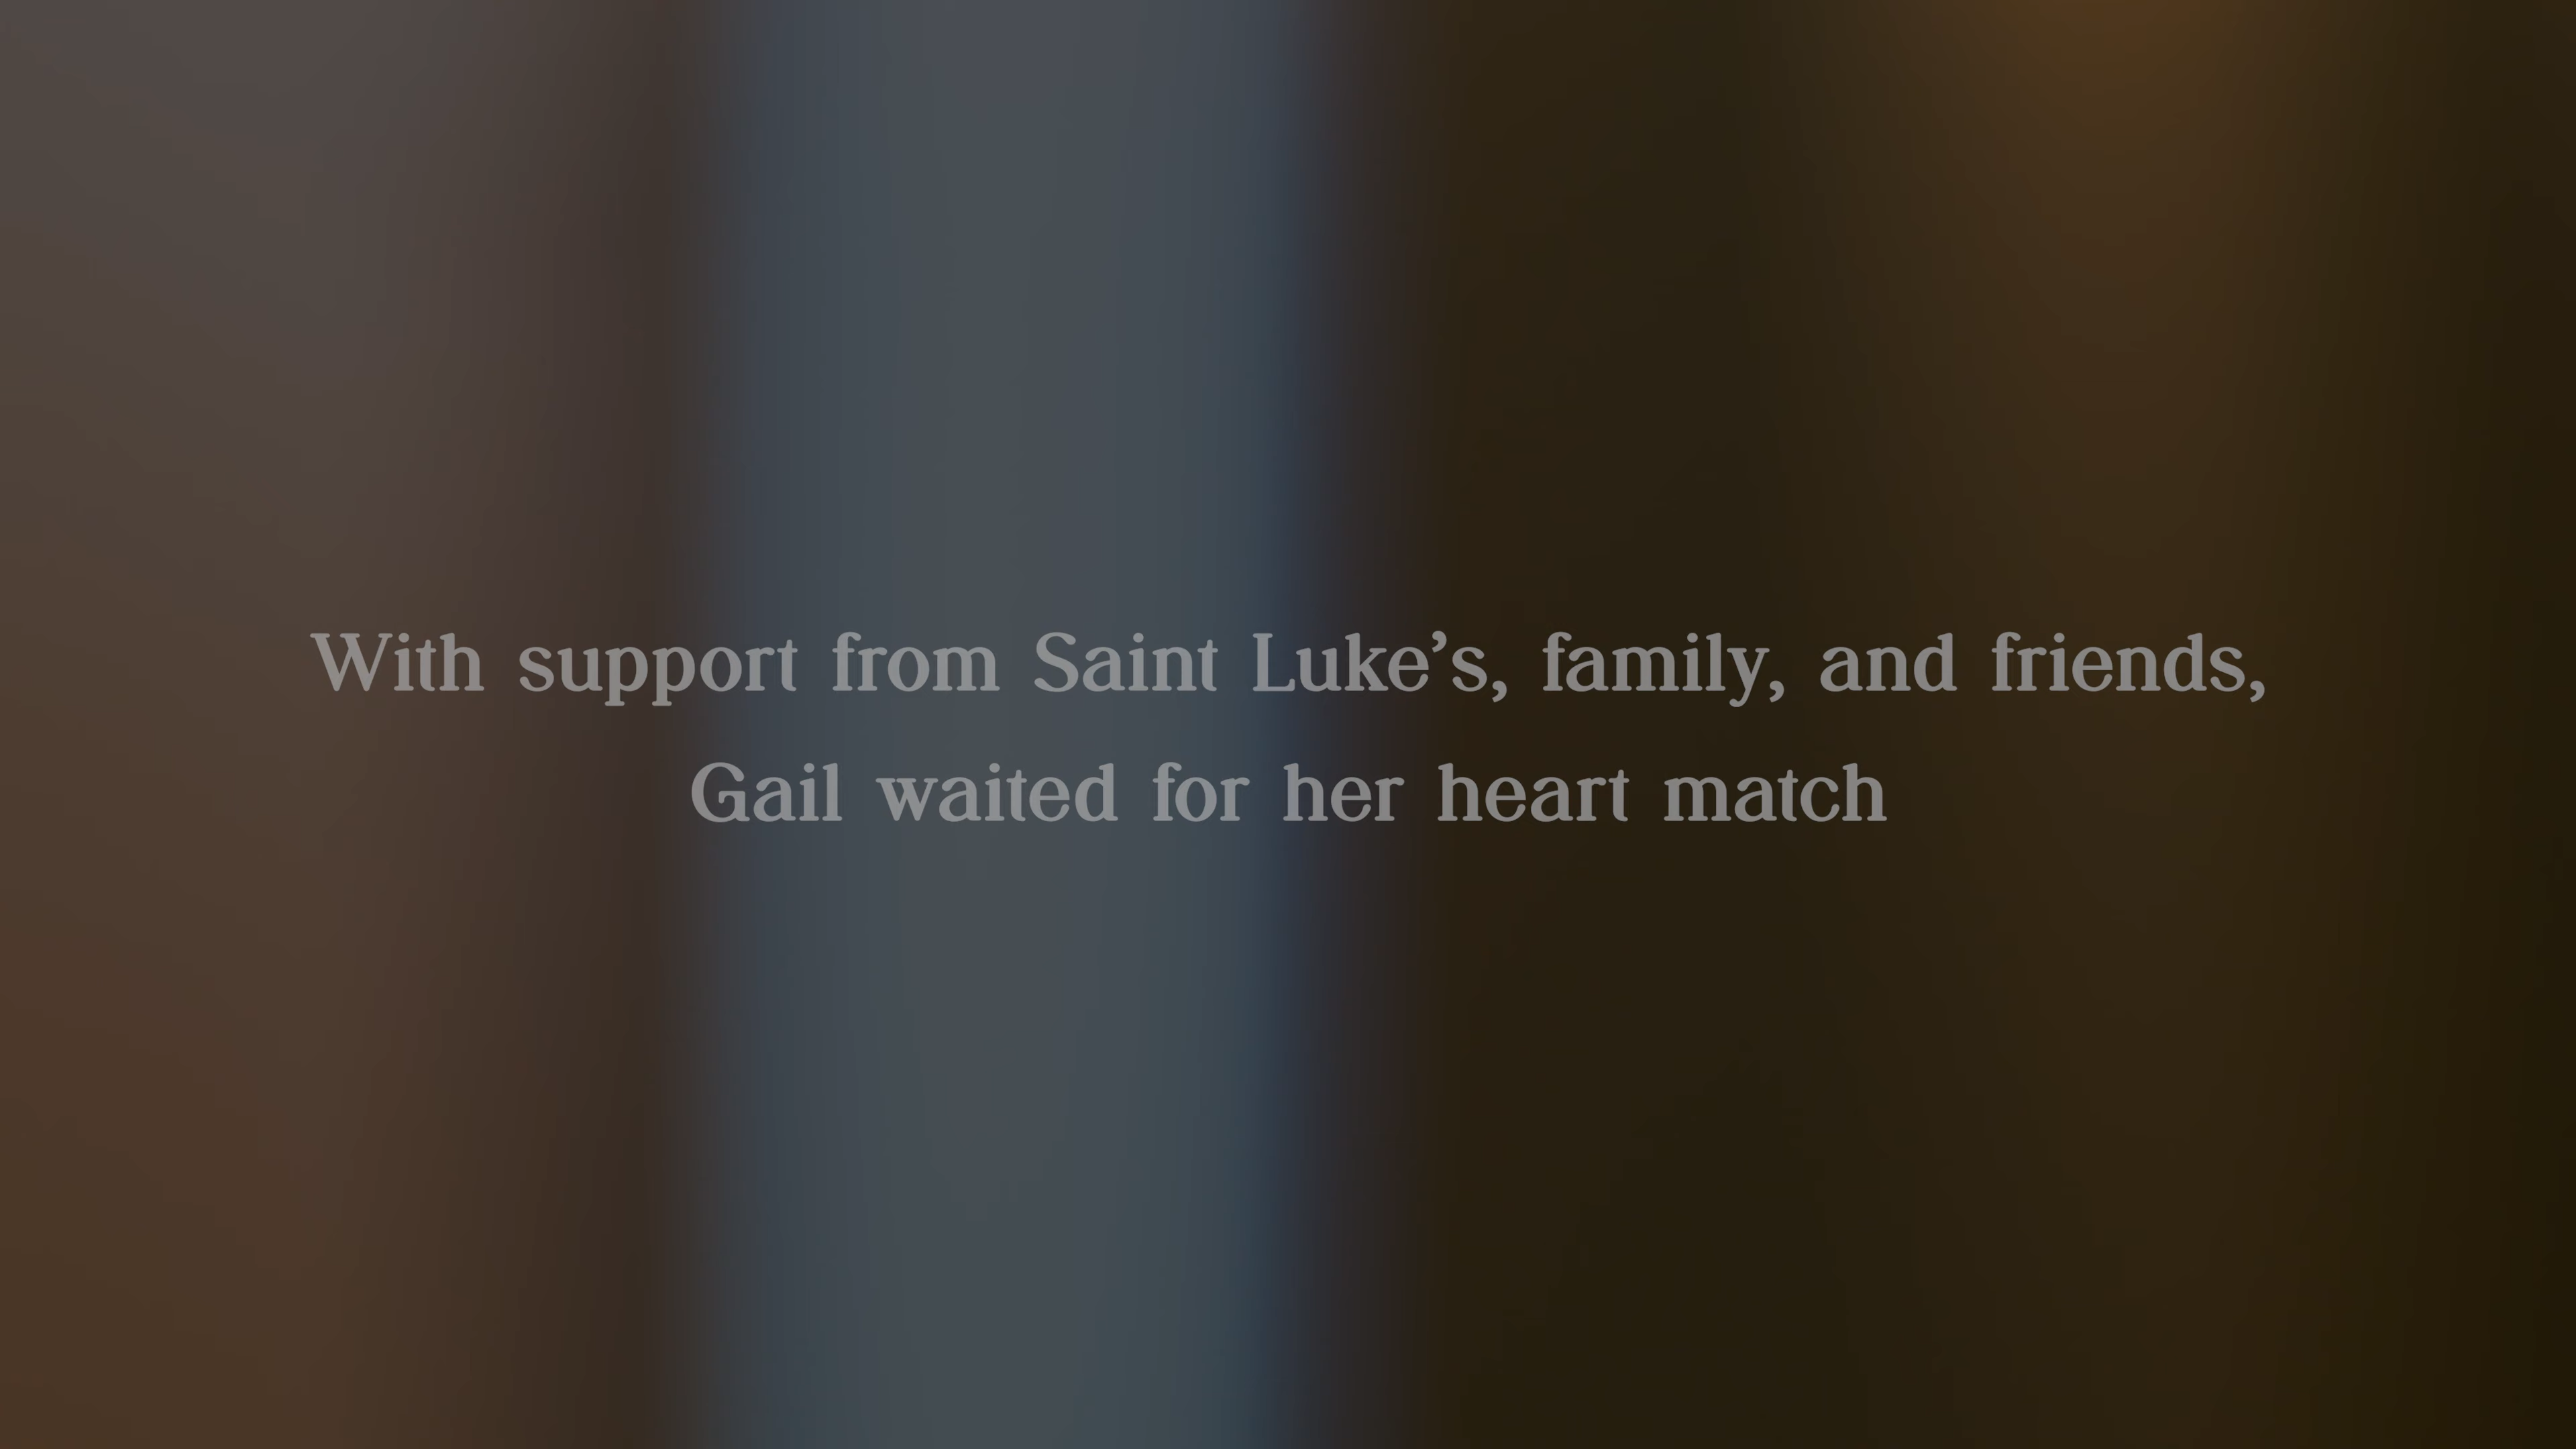 With support from Saint Luke’s, family, and friends,
Gail waited for her heart match